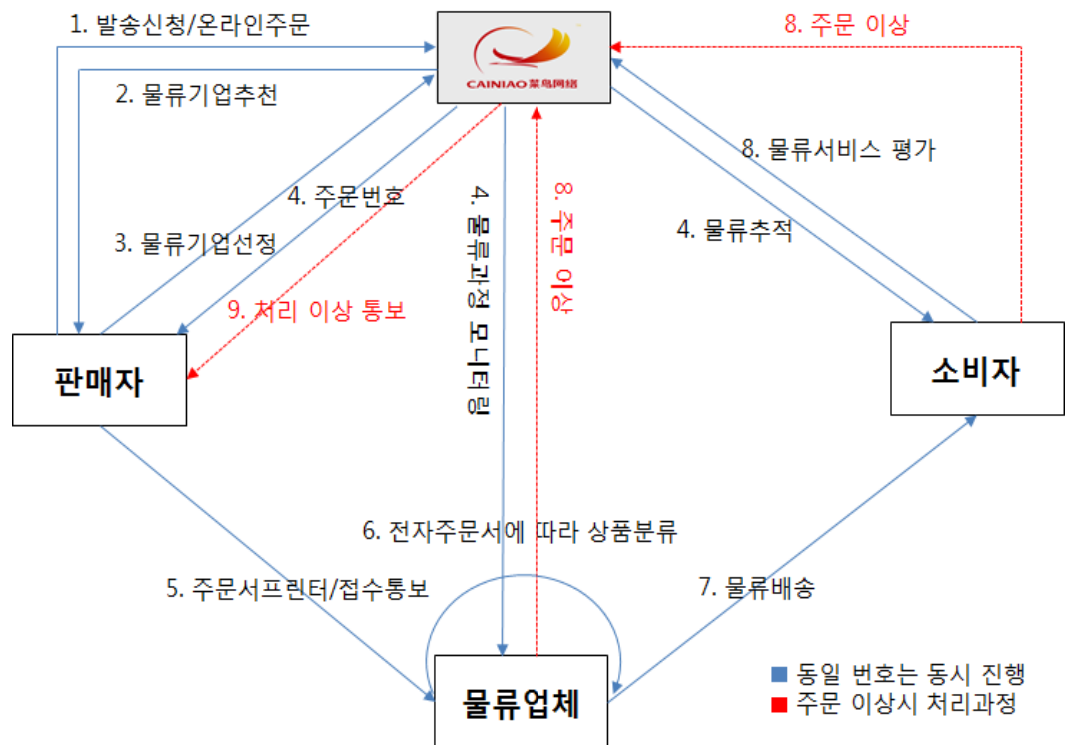 1. 발송신청/온라인주문
8. 주문 이상
CAINIAO 菜鸟网络
2. 물류기업추천
8. 물류서비스 평가
4. 주문번호
4. 물류과정 모니터링
8. 주문 이상
4. 물류추적
3. 물류기업선정
9. 처리 이상 통보
판매자
소비자
6. 전자주문서에 따라 상품분류
5. 주문서프린터/접수통보
7. 물류배송
물류업체
동일 번호는 동시 진행
주문 이상시 처리과정